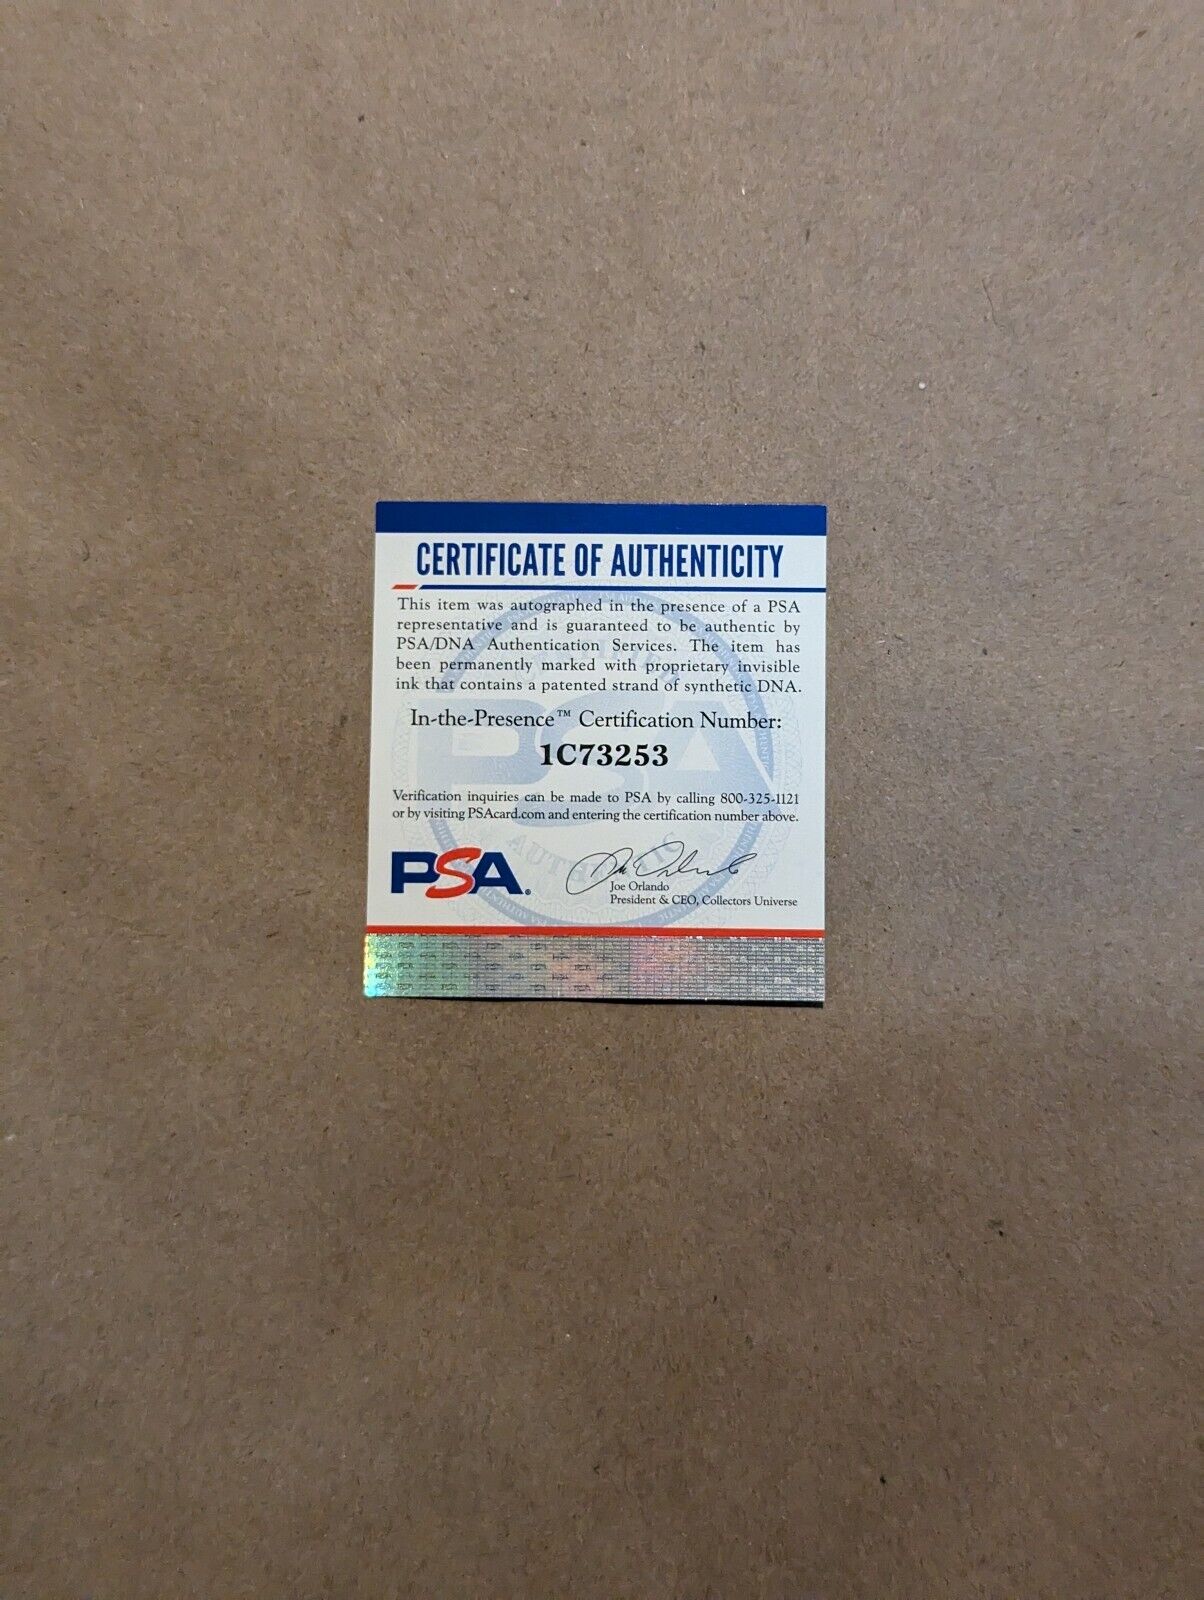 CERTIFICATE OF AUTHENTICITY
This item was autographed in the presence of a PSA
representative and is guaranteed to be authentic by
PSA/DNA Authentication Services. The item has
been permanently marked with proprietary invisible
ink that contains a patented strand of synthetic DNA.
In-the-Presence™ Certification Number:
1C73253
Verification inquiries can be made to PSA by calling 800-325-1121
or by visiting PSAcard.com and entering the certification number above.
PSA®
Joe Orlando
President & CEO, Collectors Universe